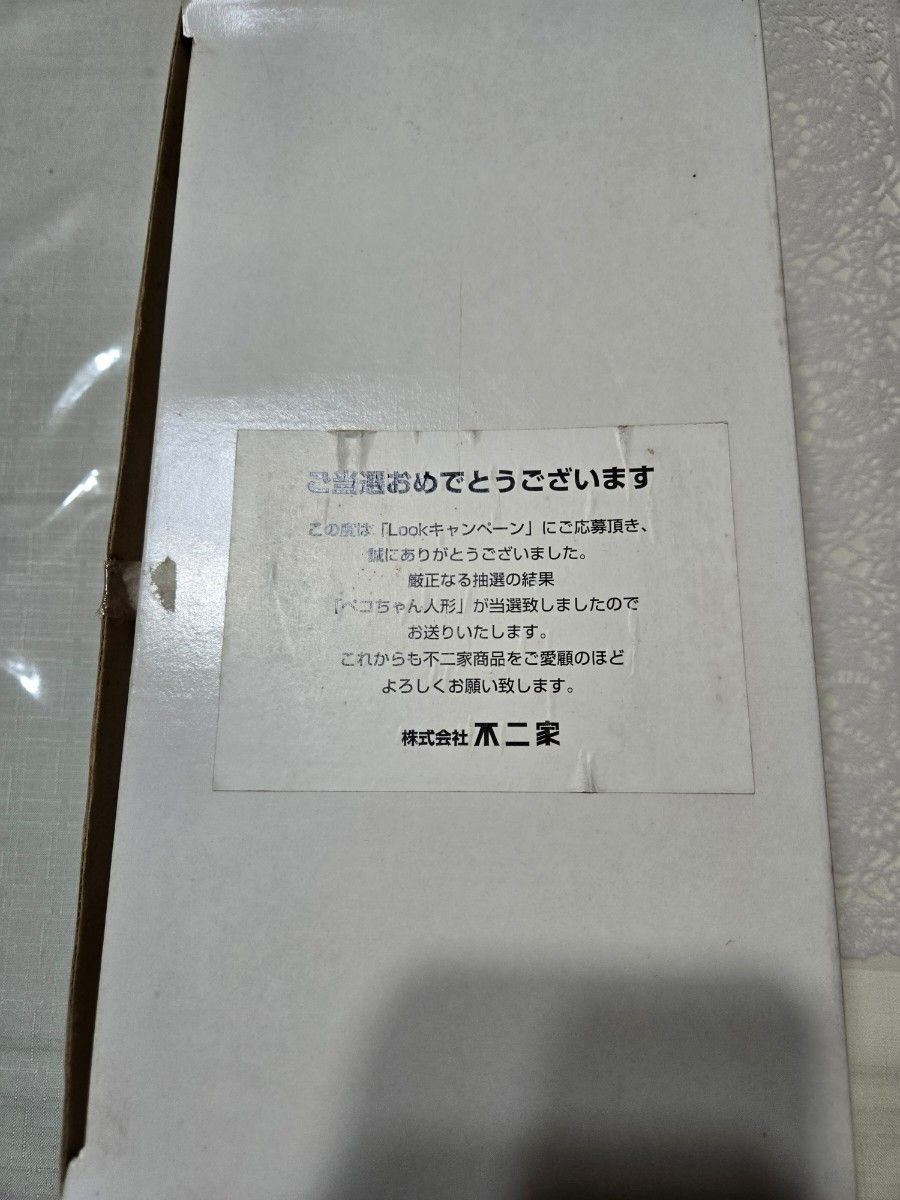 ご当選おめでとうございます
この度は「Lookキャンペーン」にご応募頂き、
誠にありがとうございました。
厳正なる抽選の結果
「ペコちゃん人形」が当選致しましたので
お送りいたします。
これからも不二家商品をご愛顧のほど
よろしくお願い致します。
株式会社 不二家